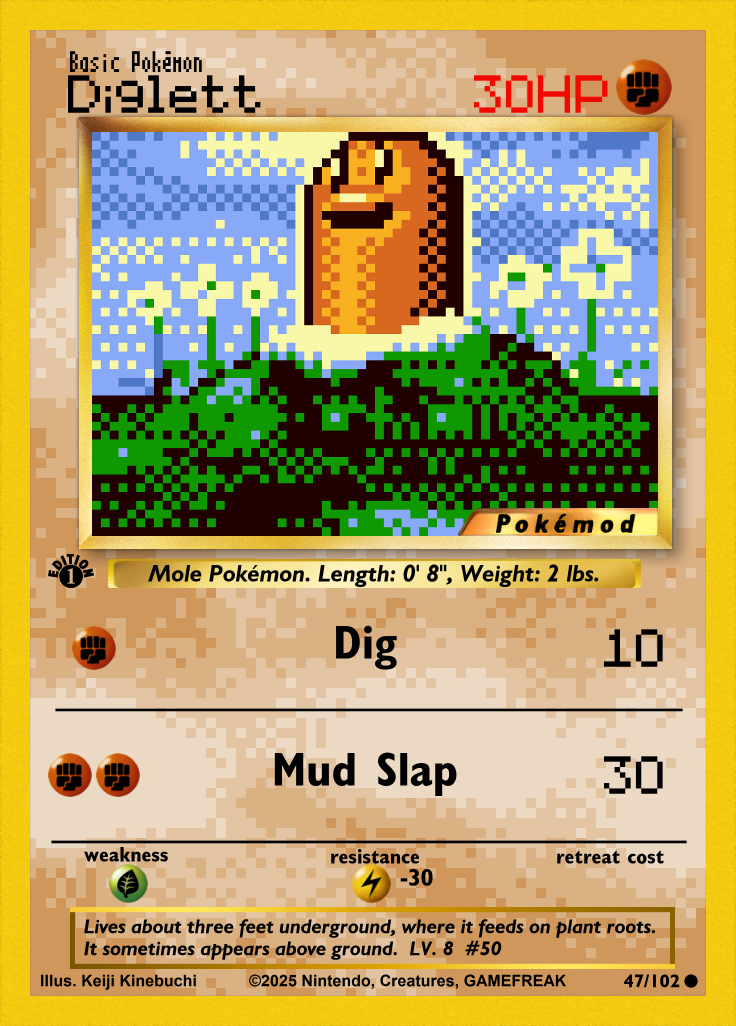 Basic Pokémon
Diglett 30HP
Pokémod
EDITION 1
Mole Pokémon. Length: 0' 8", Weight: 2 lbs.
Dig 10
Mud Slap 30
weakness resistance retreat cost
-30
Lives about three feet underground, where it feeds on plant roots.
It sometimes appears above ground. LV. 8 #50
Illus. Keiji Kinebuchi ©2025 Nintendo, Creatures, GAMEFREAK 47/102